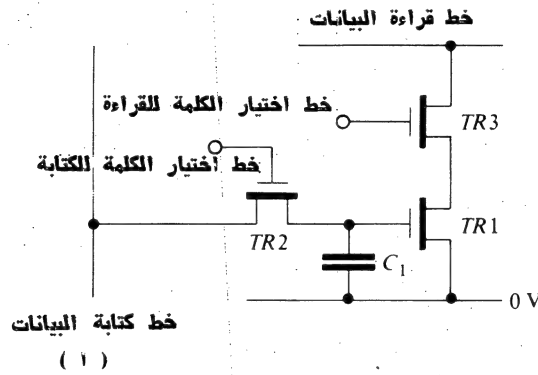 خط قراءة البيانات
خط اختيار الكلمة للقراءة
TR3
خط اختيار الكلمة للكتابة
TR2
TR1
C1
0 V
خط كتابة البيانات
( ١ )